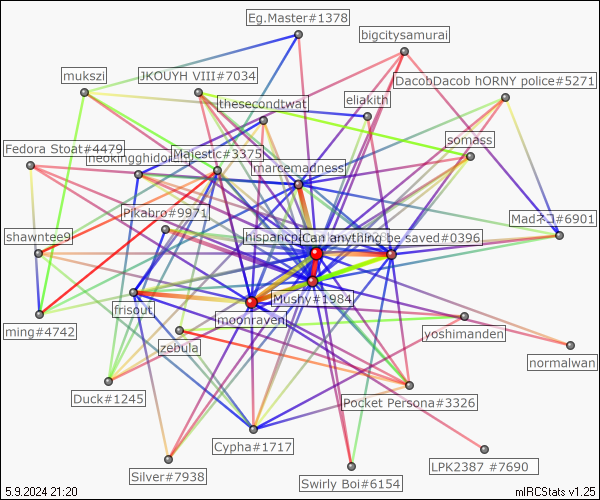 Eg.Master#1378
bigcitysamurai
mukszi
JKOUYH VIII#7034
DacobDacob hORNY police#5271
thesecondtwat
eliakith
somass
Fedora Stoat#4479
neokingghidorah
Majestic#3375
marcemadness
Pikabro#9971
Madネコ#6901
shawntee9
Can anything be saved#0396
Mushy#1984
frisout
moonraven
ming#4742
zebula
yoshimanden
normalwan
Duck#1245
Pocket Persona#3326
Cypha#1717
Silver#7938
Swirly Boi#6154
LPK2387 #7690
5.9.2024 21:20
mIRCStats v1.25